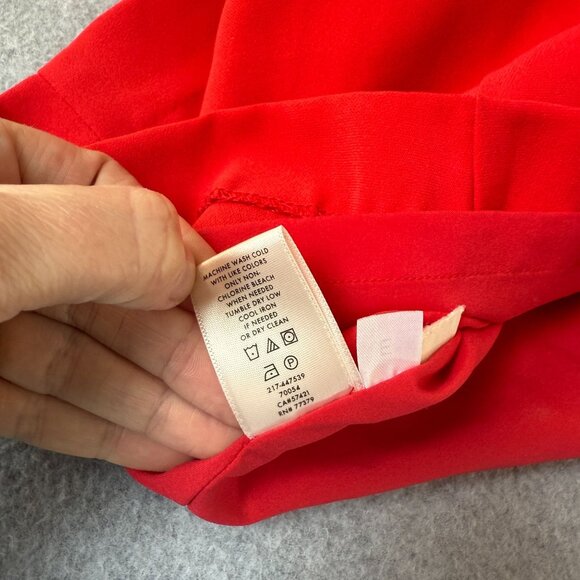 MACHINE WASH COLD
WITH LIKE COLORS
ONLY NON-
CHLORINE BLEACH
WHEN NEEDED
TUMBLE DRY LOW
COOL IRON
IF NEEDED
OR DRY CLEAN
P
217-447539
70054
CA#57421
RN# 77379